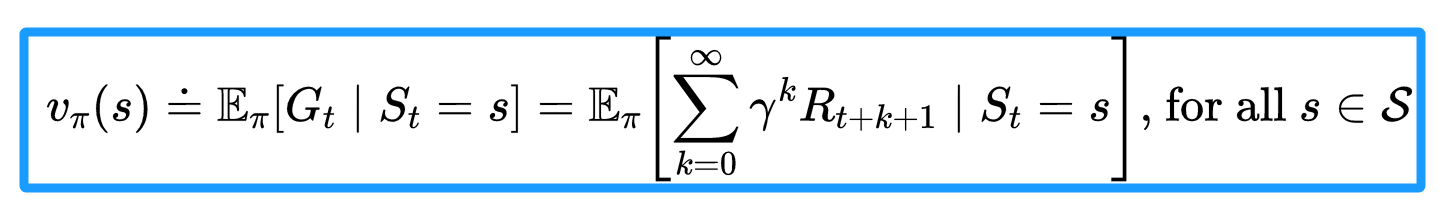 v_π(s) ≐ 𝔼_π[G_t | S_t = s] = 𝔼_π [ ∑_{k=0}^{∞} γ^k R_{t+k+1} | S_t = s ] , for all s ∈ 𝒮